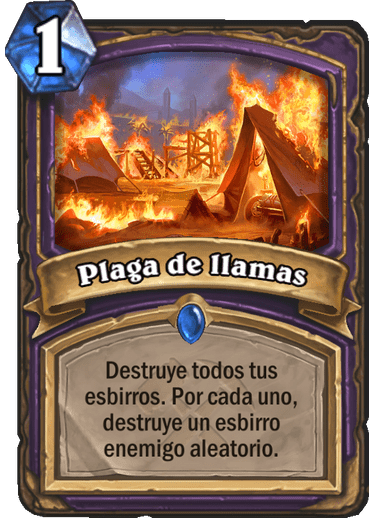 1
Plaga de llamas
Destruye todos tus
esbirros. Por cada uno,
destruye un esbirro
enemigo aleatorio.